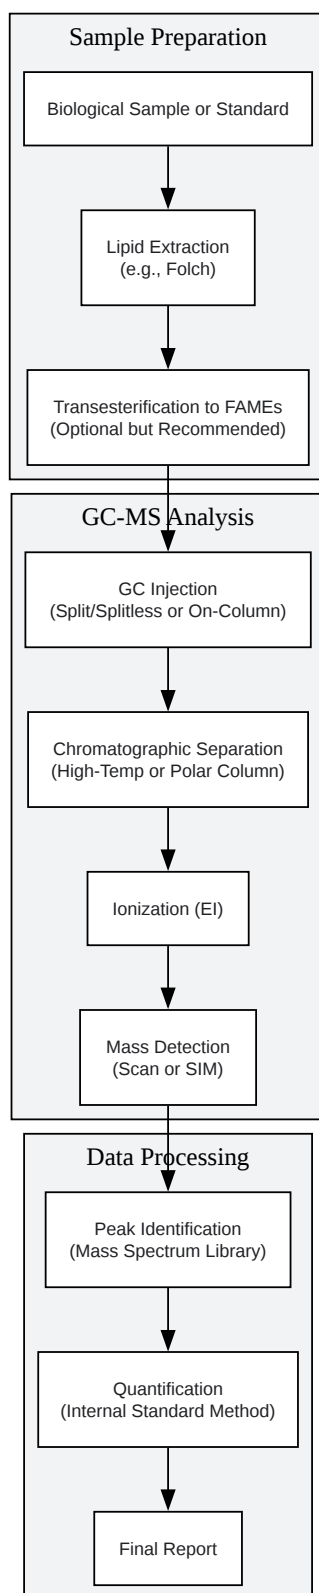 Sample Preparation
Biological Sample or Standard
Lipid Extraction
(e.g., Folch)
Transesterification to FAMEs
(Optional but Recommended)
GC-MS Analysis
GC Injection
(Split/Splitless or On-Column)
Chromatographic Separation
(High-Temp or Polar Column)
Ionization (EI)
Mass Detection
(Scan or SIM)
Data Processing
Peak Identification
(Mass Spectrum Library)
Quantification
(Internal Standard Method)
Final Report